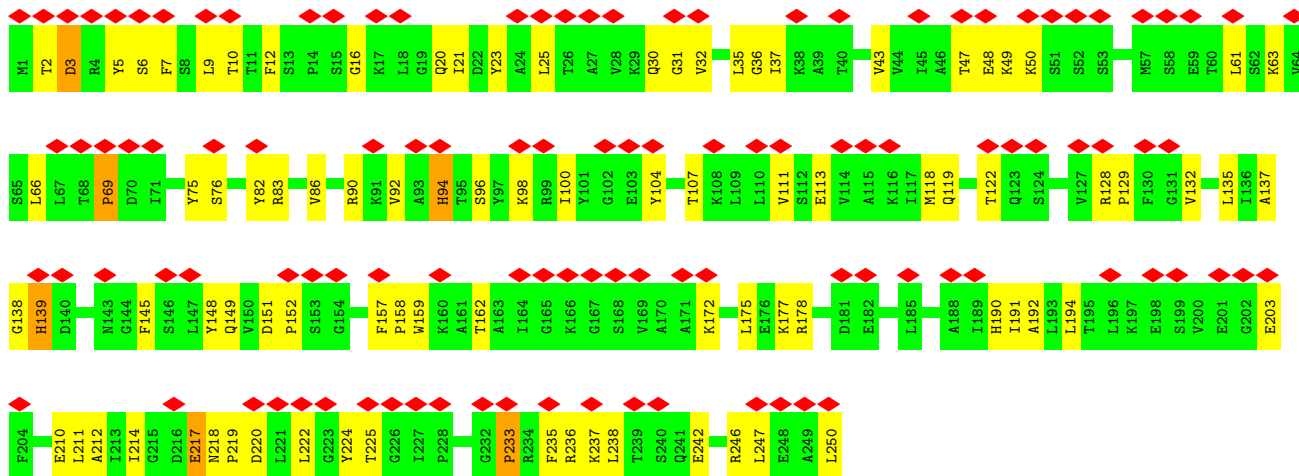 M1 T2 D3 R4 Y5 S6 F7 S8 L9 T10 T11 F12 S13 P14 S15 G16 K17 L18 G19 Q20 I21 D22 Y23 A24 L25 T26 A27 V28 K29 Q30 G31 V32 L35 G36 I37 K38 A39 T40 V43 V44 I45 A46 T47 E48 K49 K50 S51 S52 S53 M57 S58 E59 T60 L61 S62 K63 V64
S65 L66 L67 T68 P69 D70 I71 Y75 S76 Y82 R83 V86 R90 K91 V92 A93 H94 T95 S96 Y97 K98 R99 I100 Y101 G102 E103 Y104 T107 K108 L109 L110 V111 S112 E113 V114 A115 K116 I117 M118 Q119 T122 Q123 S124 V127 R128 P129 F130 G131 V132 L135 I136 A137
G138 H139 D140 N143 G144 F145 S146 L147 Y148 Q149 V150 D151 P152 S153 G154 F157 P158 W159 K160 A161 T162 A163 I164 G165 K166 G167 S168 V169 A170 A171 K172 L175 E176 K177 R178 D181 E182 L185 A188 I189 H190 I191 A192 L193 L194 T195 L196 K197 E198 S199 V200 E201 G202 E203
F204 E210 L211 A212 I213 I214 G215 D216 E217 N218 P219 D220 L221 L222 G223 Y224 T225 G226 I227 P228 G232 P233 R234 F235 R236 K237 L238 T239 S240 Q241 E242 R246 L247 E248 A249 L250